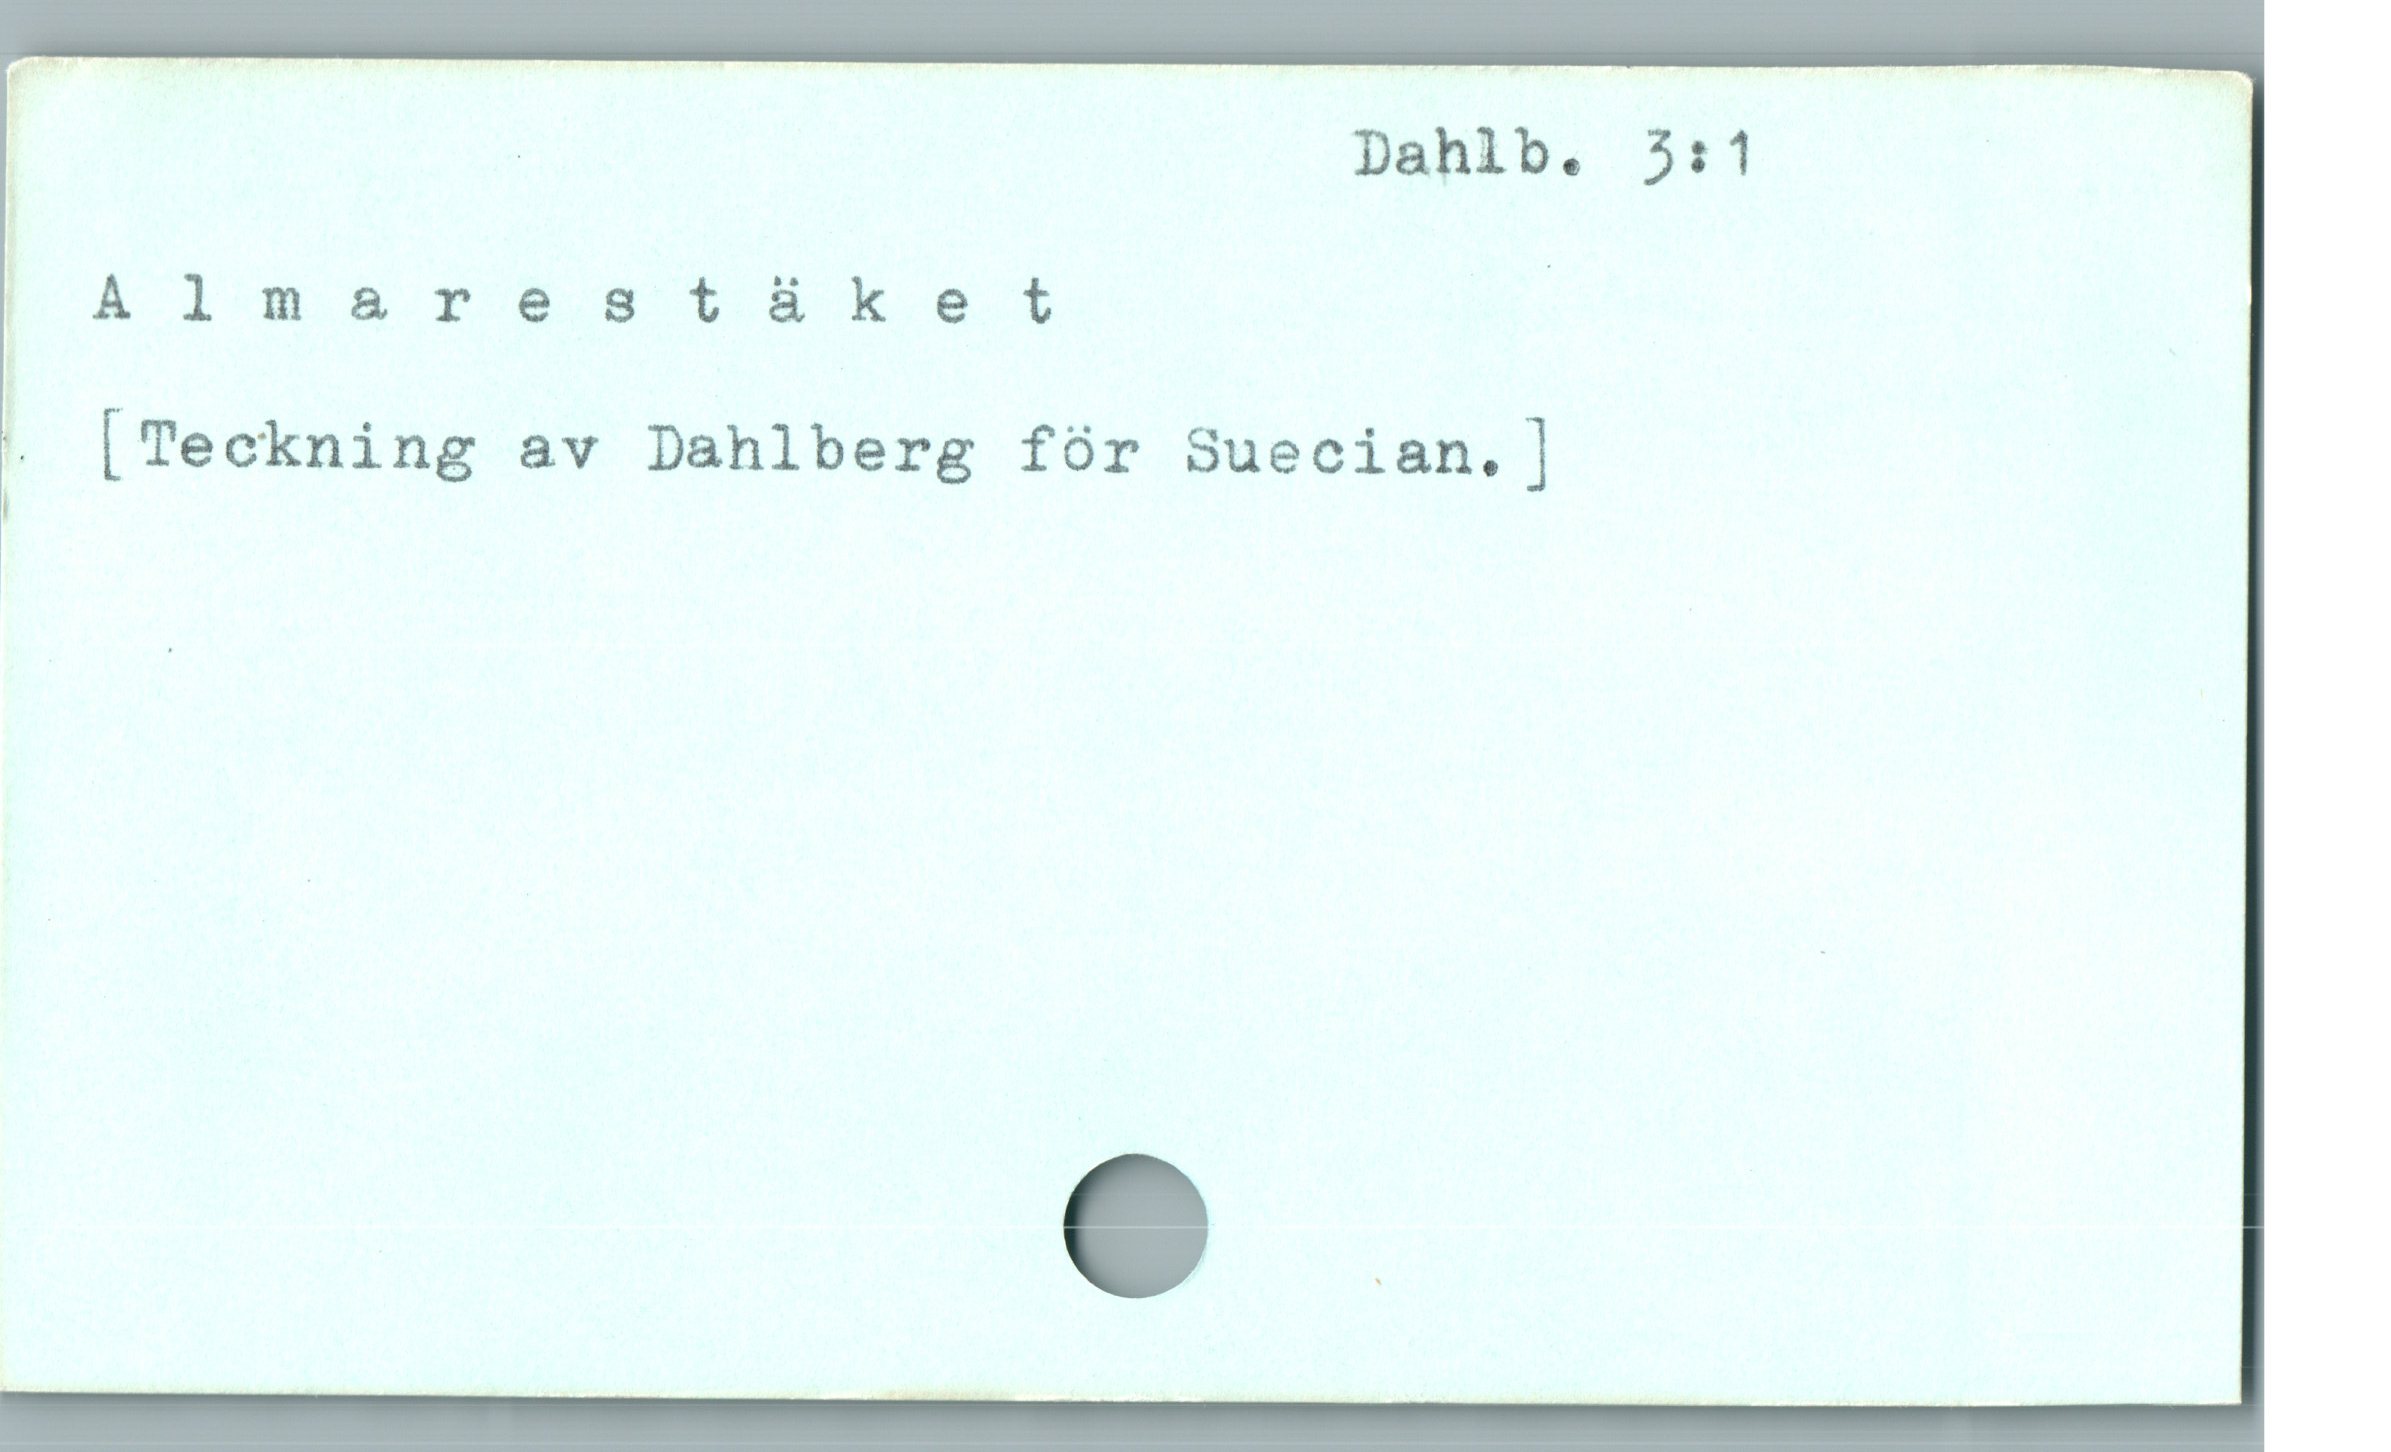 Dahlb. 3:1
A l m a r e s t ä k e t
[Teckning av Dahlberg för Suecian.]